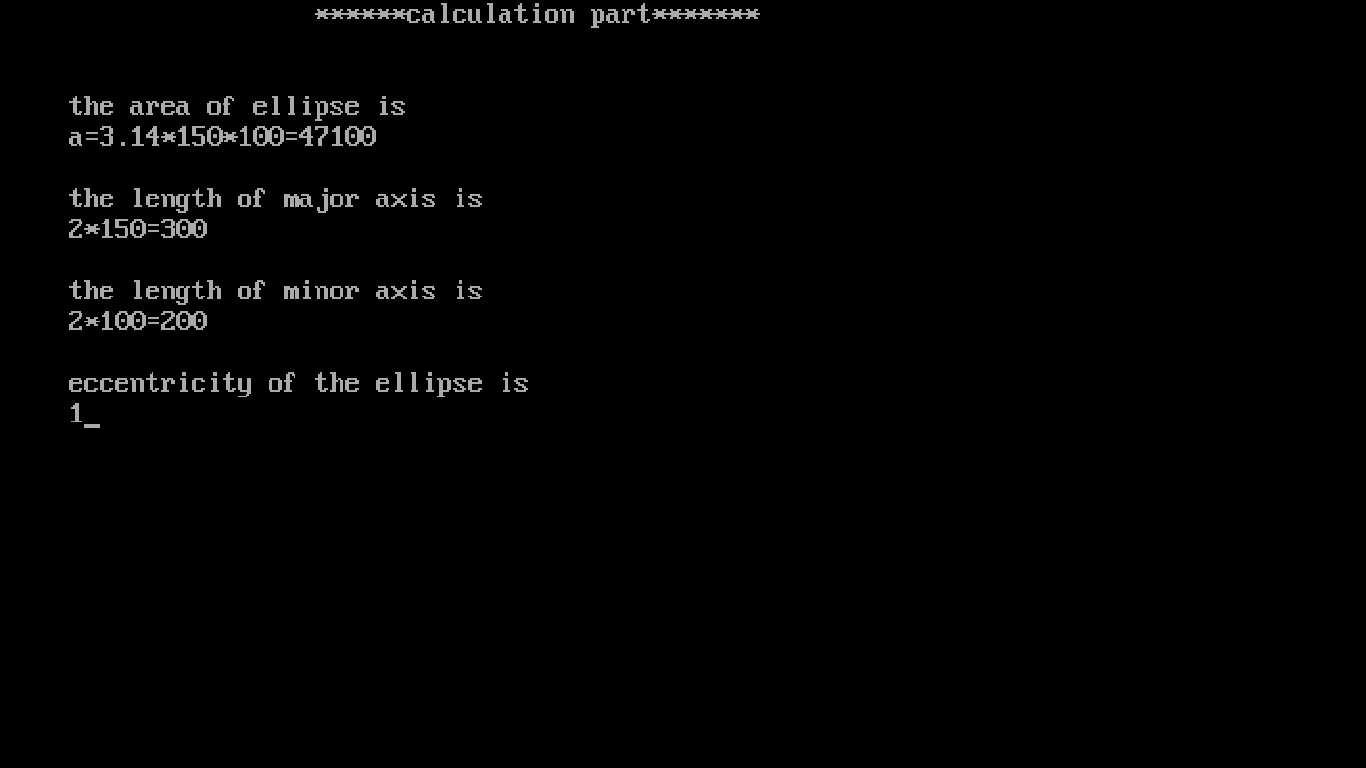 ******calculation part*******
the area of ellipse is
a=3.14*150*100=47100
the length of major axis is
2*150=300
the length of minor axis is
2*100=200
eccentricity of the ellipse is
1_